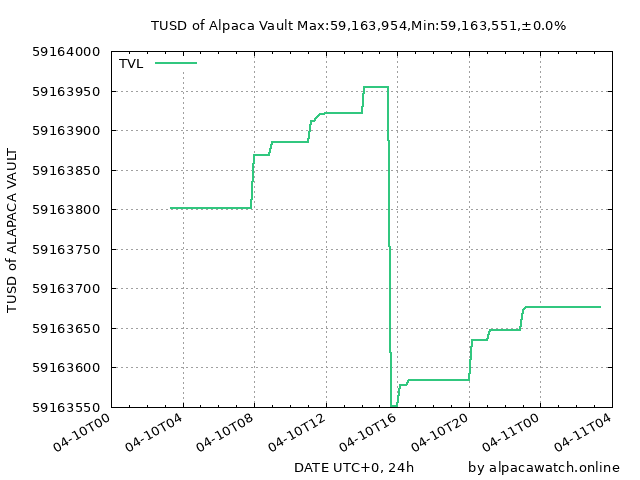 TUSD of Alpaca Vault Max:59,163,954,Min:59,163,551,±0.0%
TVL
59164000
59163950
59163900
59163850
59163800
59163750
59163700
59163650
59163600
59163550
TUSD of ALAPACA VAULT
04-10T00
04-10T04
04-10T08
04-10T12
04-10T16
04-10T20
04-11T00
04-11T04
DATE UTC+0, 24h
by alpacawatch.online